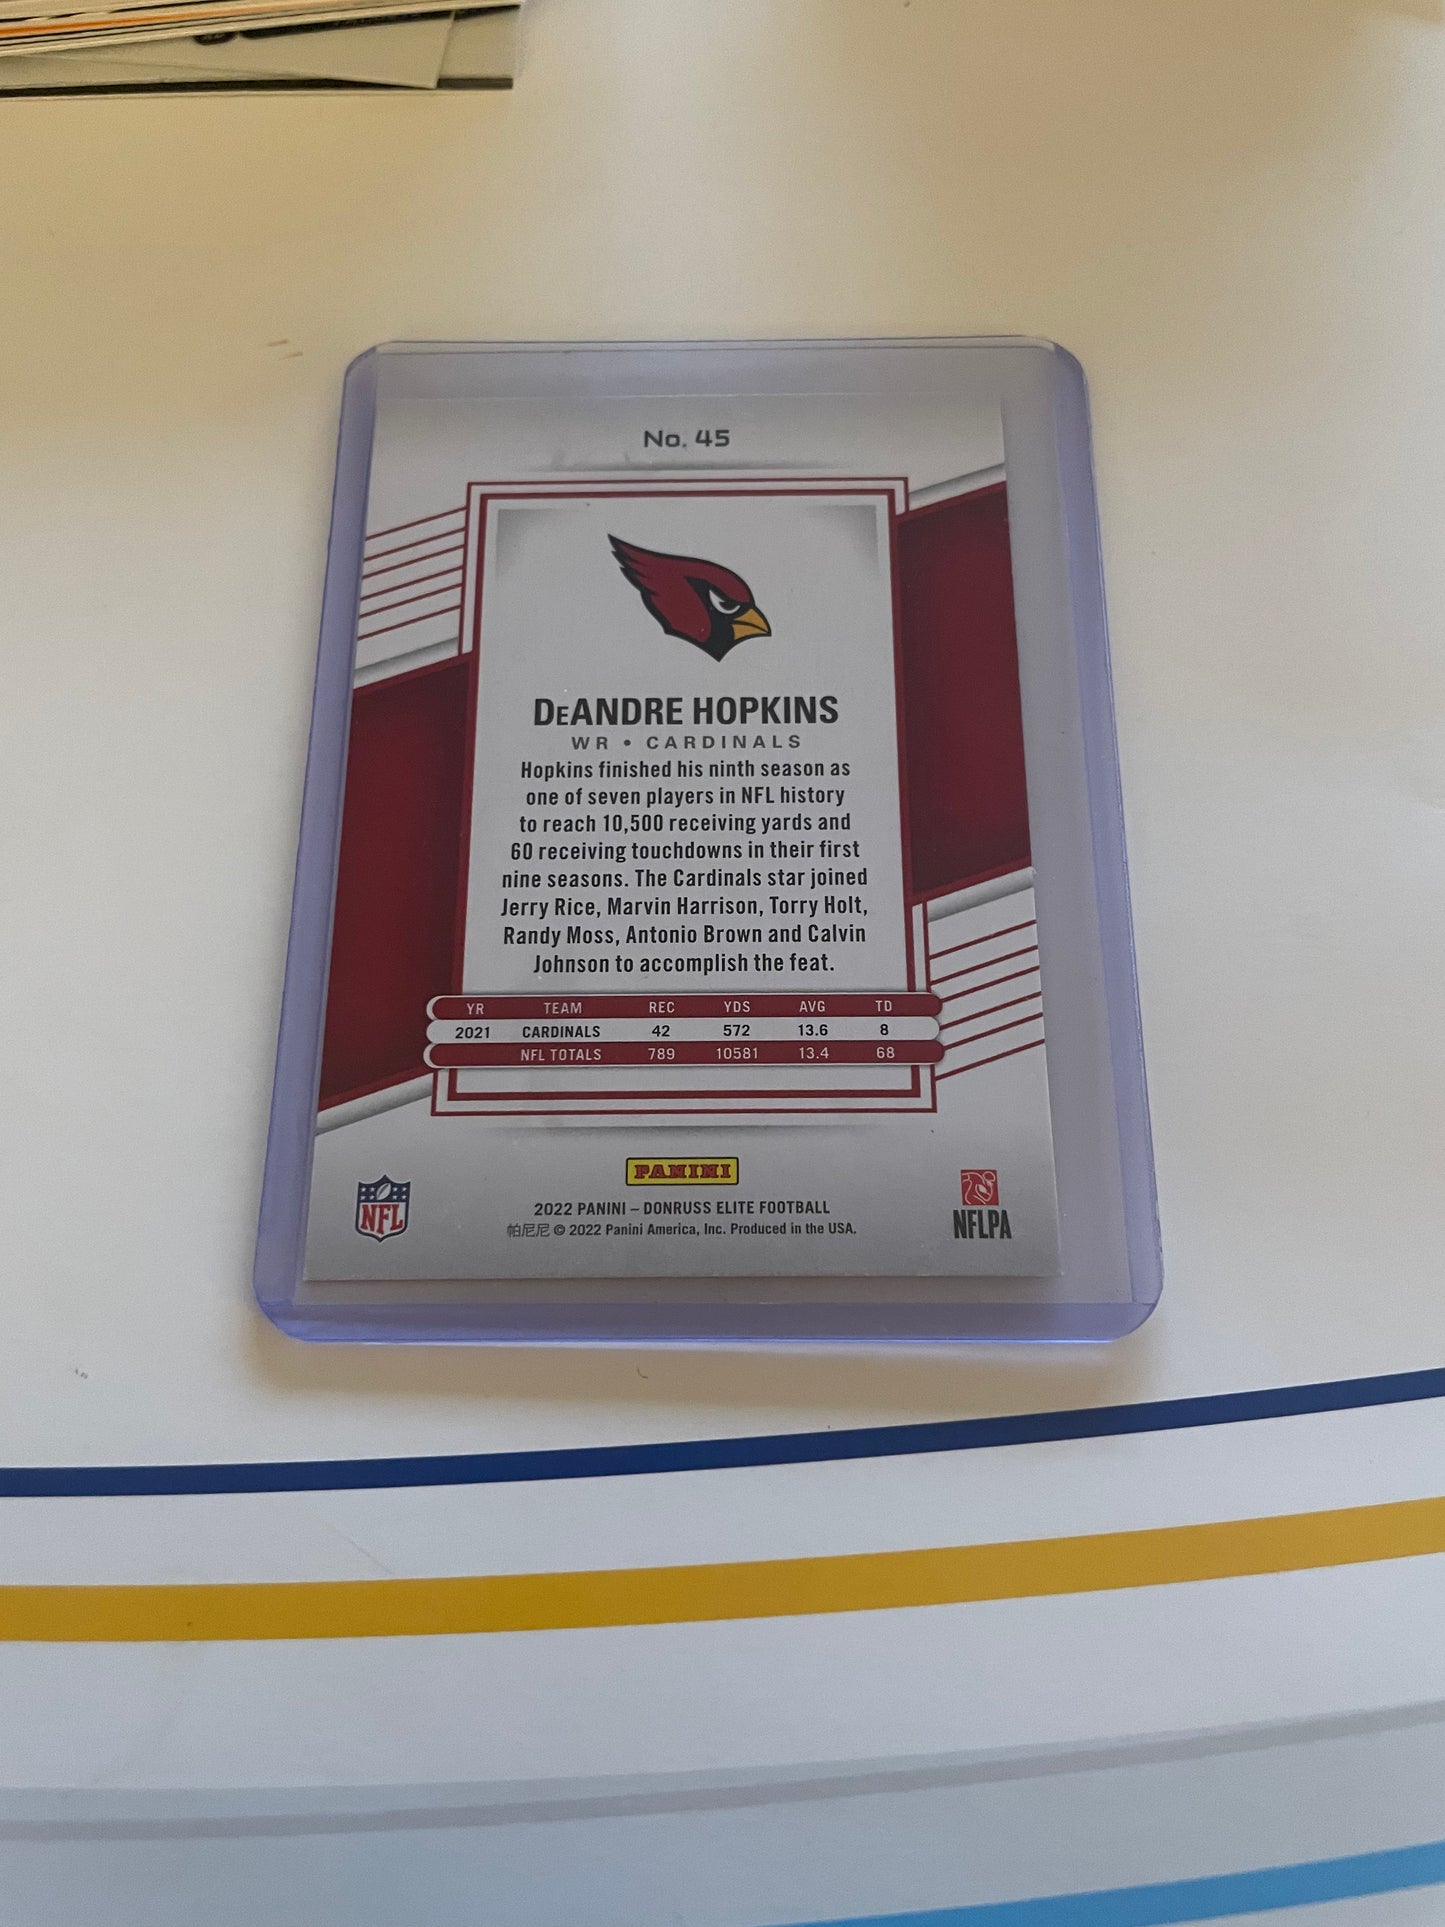 No. 45
DeANDRE HOPKINS
WR • CARDINALS
Hopkins finished his ninth season as
one of seven players in NFL history
to reach 10,500 receiving yards and
60 receiving touchdowns in their first
nine seasons. The Cardinals star joined
Jerry Rice, Marvin Harrison, Torry Holt,
Randy Moss, Antonio Brown and Calvin
Johnson to accomplish the feat.
YR TEAM REC YDS AVG TD
2021 CARDINALS 42 572 13.6 8
NFL TOTALS 789 10581 13.4 68
PANINI
NFL
2022 PANINI – DONRUSS ELITE FOOTBALL
帕尼尼 © 2022 Panini America, Inc. Produced in the USA.
NFLPA